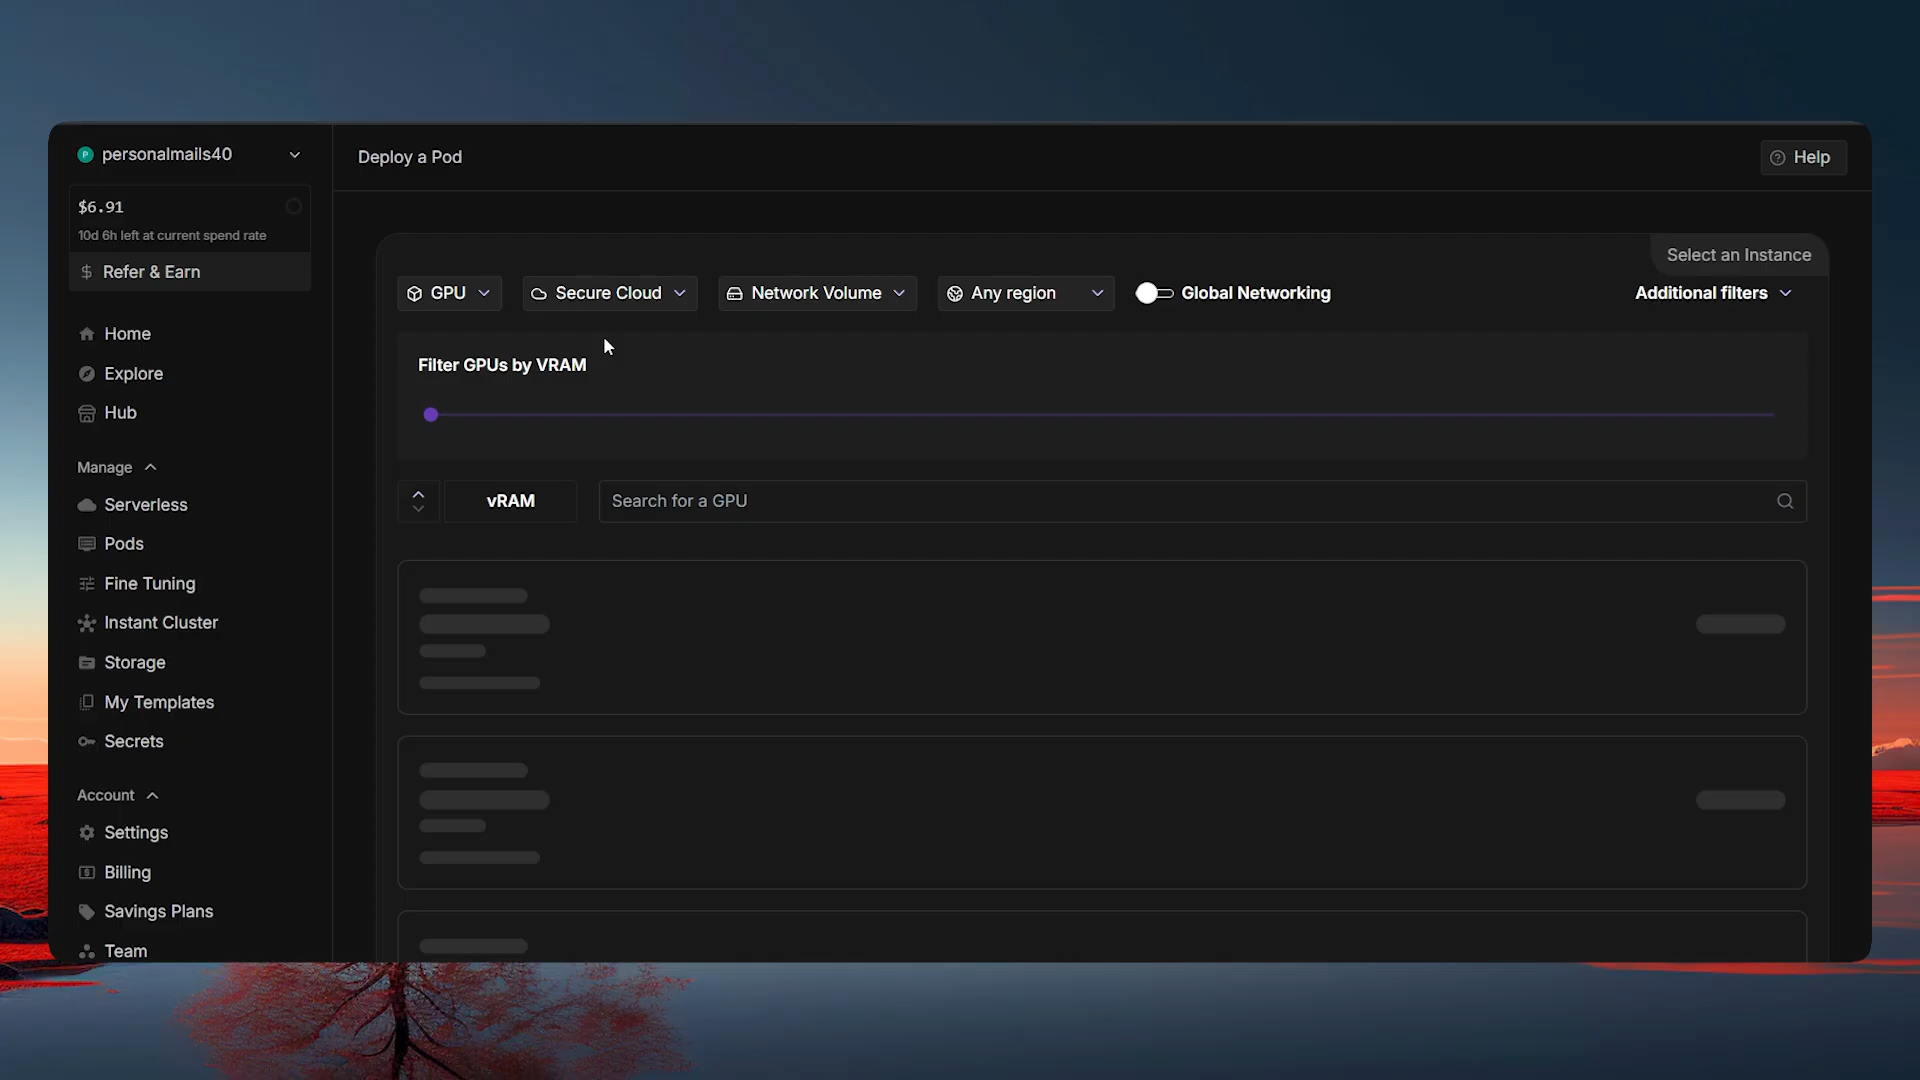 P personalmails40
$6.91
10d 6h left at current spend rate
$ Refer & Earn
Home
Explore
Hub
Manage
Serverless
Pods
Fine Tuning
Instant Cluster
Storage
My Templates
Secrets
Account
Settings
Billing
Savings Plans
Team
Deploy a Pod
? Help
Select an Instance
GPU
Secure Cloud
Network Volume
Any region
Global Networking
Additional filters
Filter GPUs by VRAM
vRAM
Search for a GPU